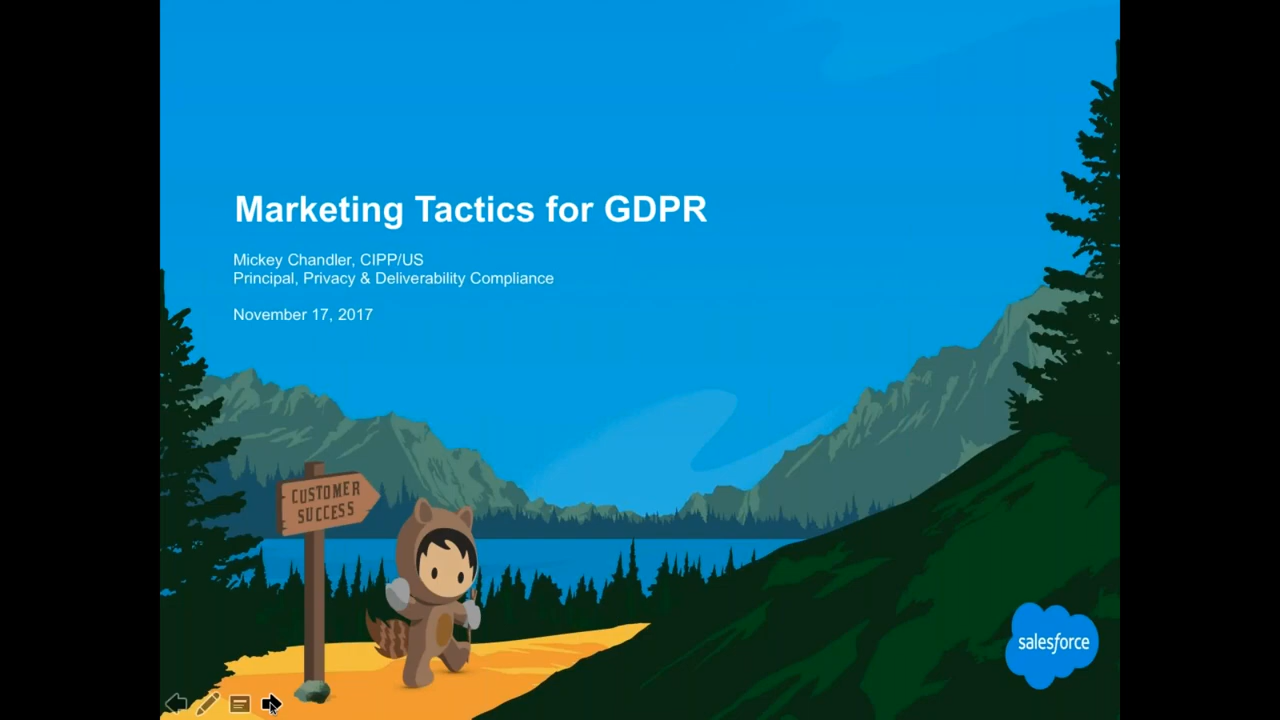 Marketing Tactics for GDPR
Mickey Chandler, CIPP/US
Principal, Privacy & Deliverability Compliance
November 17, 2017
CUSTOMER
SUCCESS
salesforce